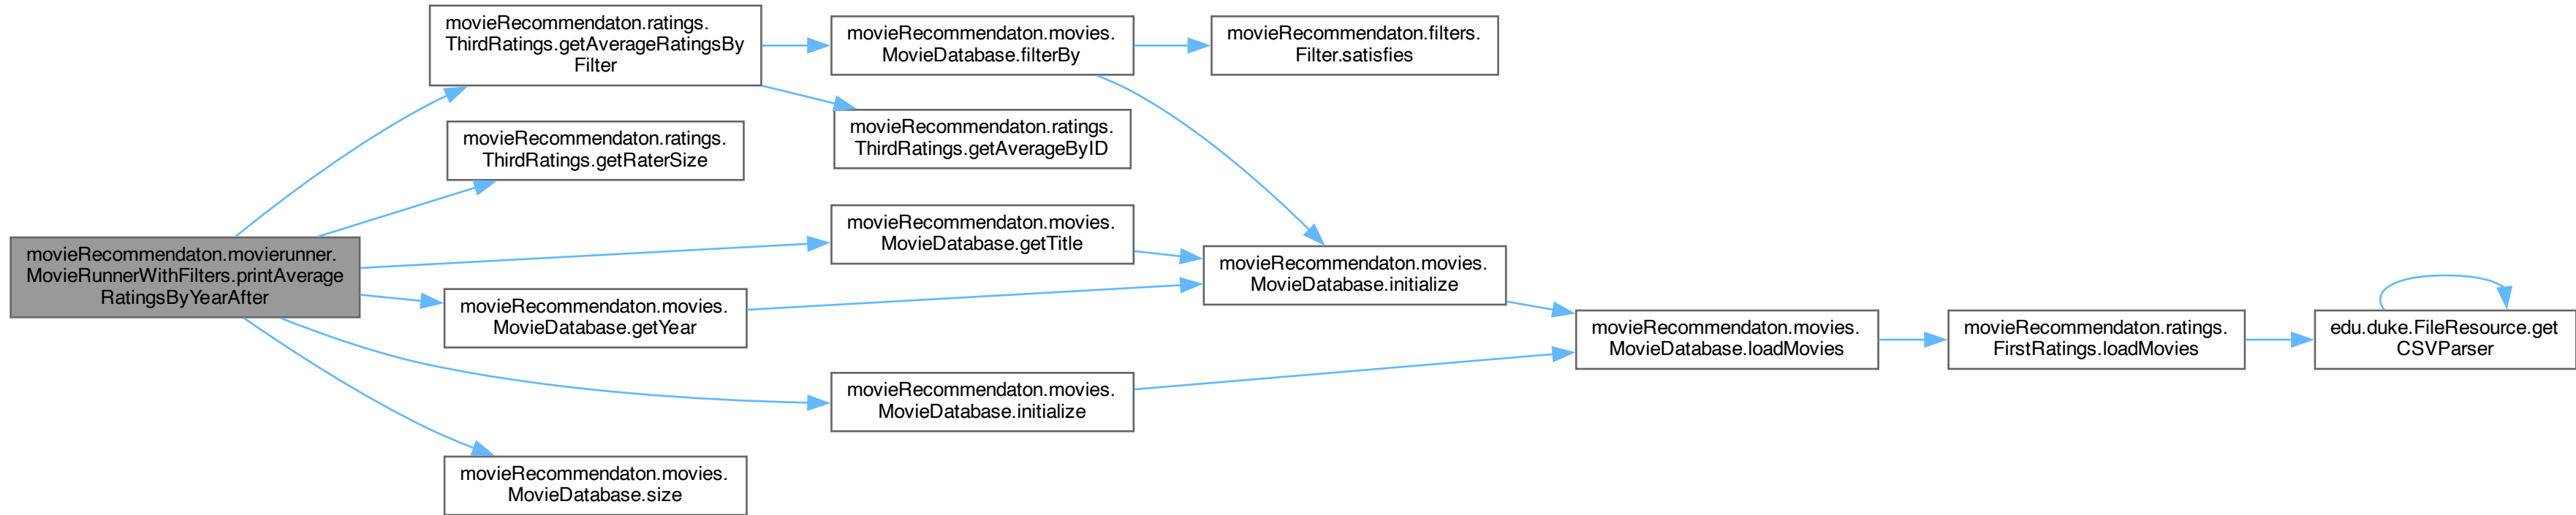 movieRecommendaton.movierunner.
MovieRunnerWithFilters.printAverage
RatingsByYearAfter
movieRecommendaton.ratings.
ThirdRatings.getAverageRatingsBy
Filter
movieRecommendaton.movies.
MovieDatabase.filterBy
movieRecommendaton.filters.
Filter.satisfies
movieRecommendaton.ratings.
ThirdRatings.getAverageByID
movieRecommendaton.ratings.
ThirdRatings.getRaterSize
movieRecommendaton.movies.
MovieDatabase.getTitle
movieRecommendaton.movies.
MovieDatabase.initialize
movieRecommendaton.movies.
MovieDatabase.getYear
movieRecommendaton.movies.
MovieDatabase.loadMovies
movieRecommendaton.ratings.
FirstRatings.loadMovies
edu.duke.FileResource.get
CSVParser
movieRecommendaton.movies.
MovieDatabase.initialize
movieRecommendaton.movies.
MovieDatabase.size